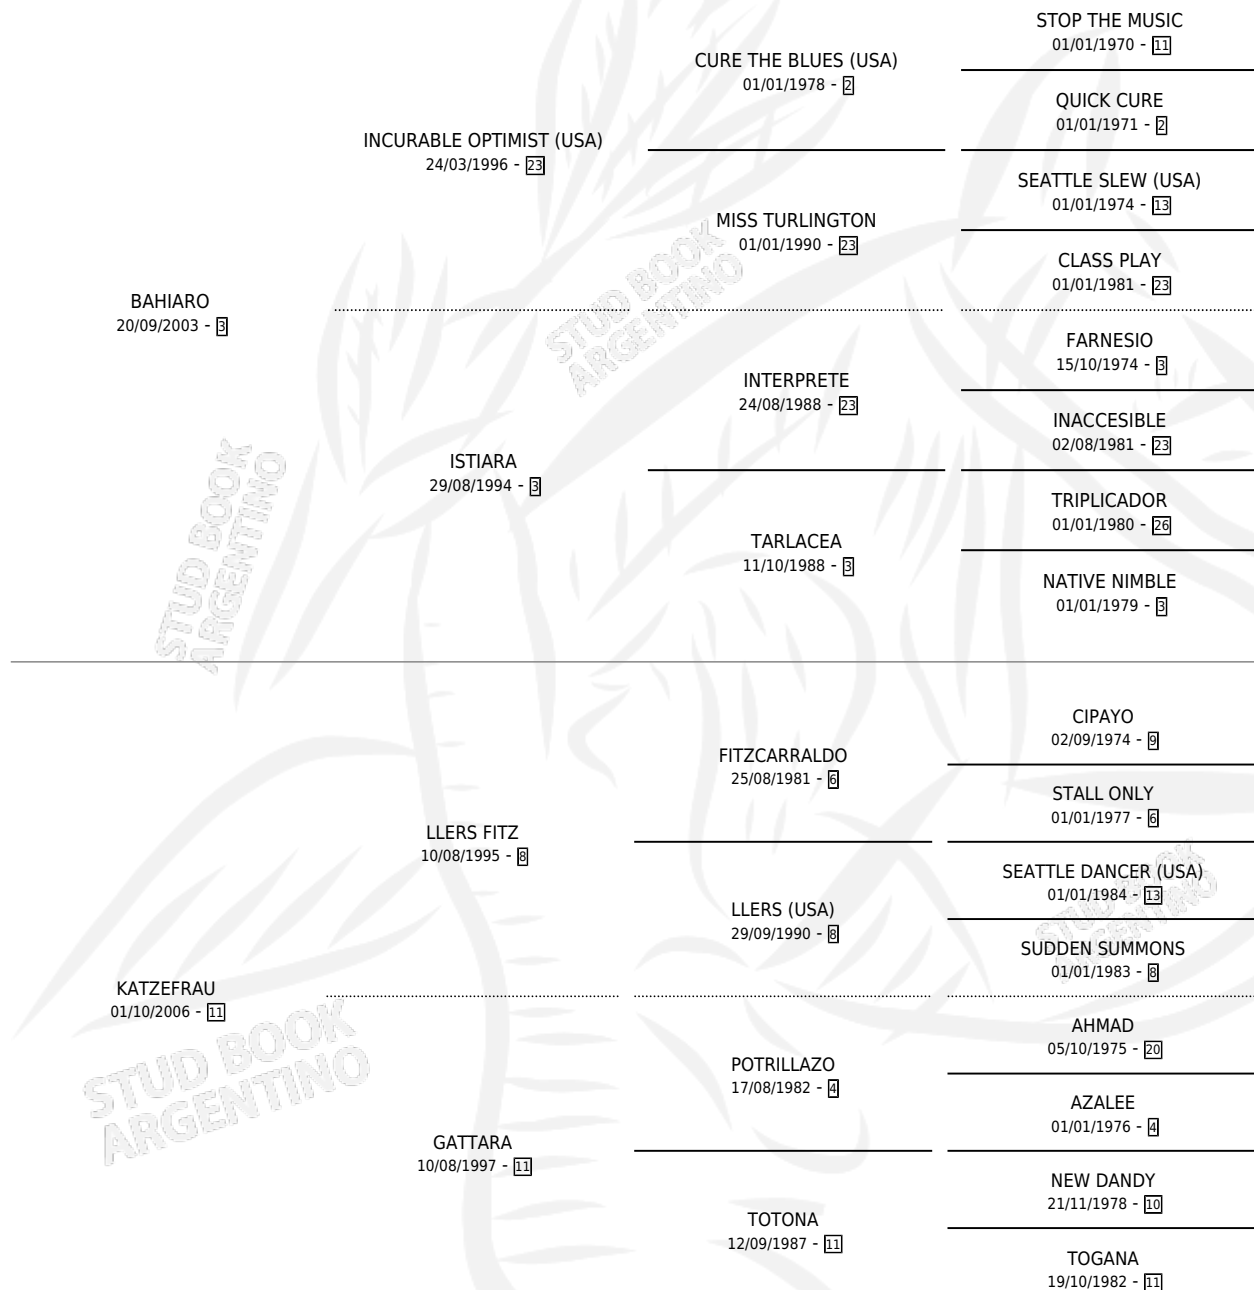 STOP THE MUSIC
01/01/1970 - 11
CURE THE BLUES (USA)
01/01/1978 - 2
QUICK CURE
01/01/1971 - 2
INCURABLE OPTIMIST (USA)
24/03/1996 - 23
SEATTLE SLEW (USA)
01/01/1974 - 13
MISS TURLINGTON
01/01/1990 - 23
CLASS PLAY
01/01/1981 - 23
BAHIARO
20/09/2003 - 3
FARNESIO
15/10/1974 - 3
INTERPRETE
24/08/1988 - 23
INACCESIBLE
02/08/1981 - 23
ISTIARA
29/08/1994 - 3
TRIPLICADOR
01/01/1980 - 26
TARLACEA
11/10/1988 - 3
NATIVE NIMBLE
01/01/1979 - 3
CIPAYO
02/09/1974 - 9
FITZCARRALDO
25/08/1981 - 6
STALL ONLY
01/01/1977 - 6
LLERS FITZ
10/08/1995 - 8
SEATTLE DANCER (USA)
01/01/1984 - 13
LLERS (USA)
29/09/1990 - 8
SUDDEN SUMMONS
01/01/1983 - 8
KATZEFRAU
01/10/2006 - 11
AHMAD
05/10/1975 - 20
POTRILLAZO
17/08/1982 - 4
AZALEE
01/01/1976 - 4
GATTARA
10/08/1997 - 11
NEW DANDY
21/11/1978 - 10
TOTONA
12/09/1987 - 11
TOGANA
19/10/1982 - 11
STUD BOOK
ARGENTINO
STUD BOOK
ARGENTINO
STUD BOOK
ARGENTINO
STUD BOOK
ARGENTINO